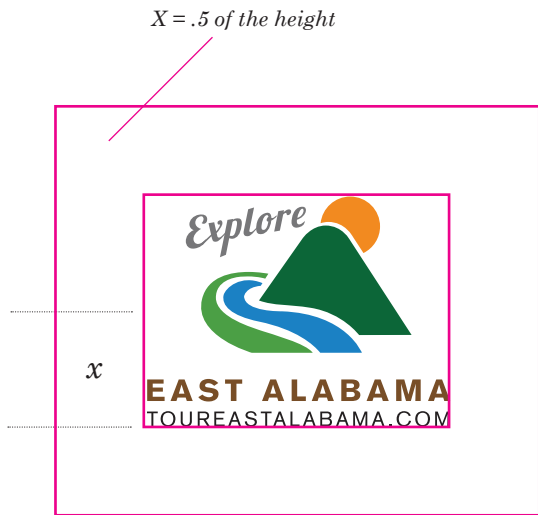 X = .5 of the height
Explore
x
EAST ALABAMA
TOUREASTALABAMA.COM